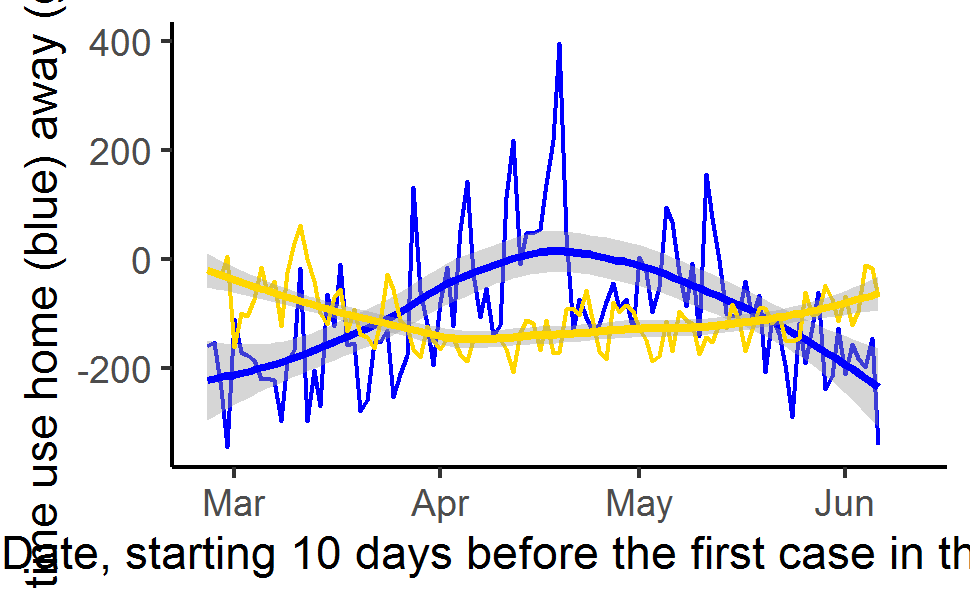 time use home (blue) away (
400
200
0
-200
Mar Apr May Jun
Date, starting 10 days before the first case in th